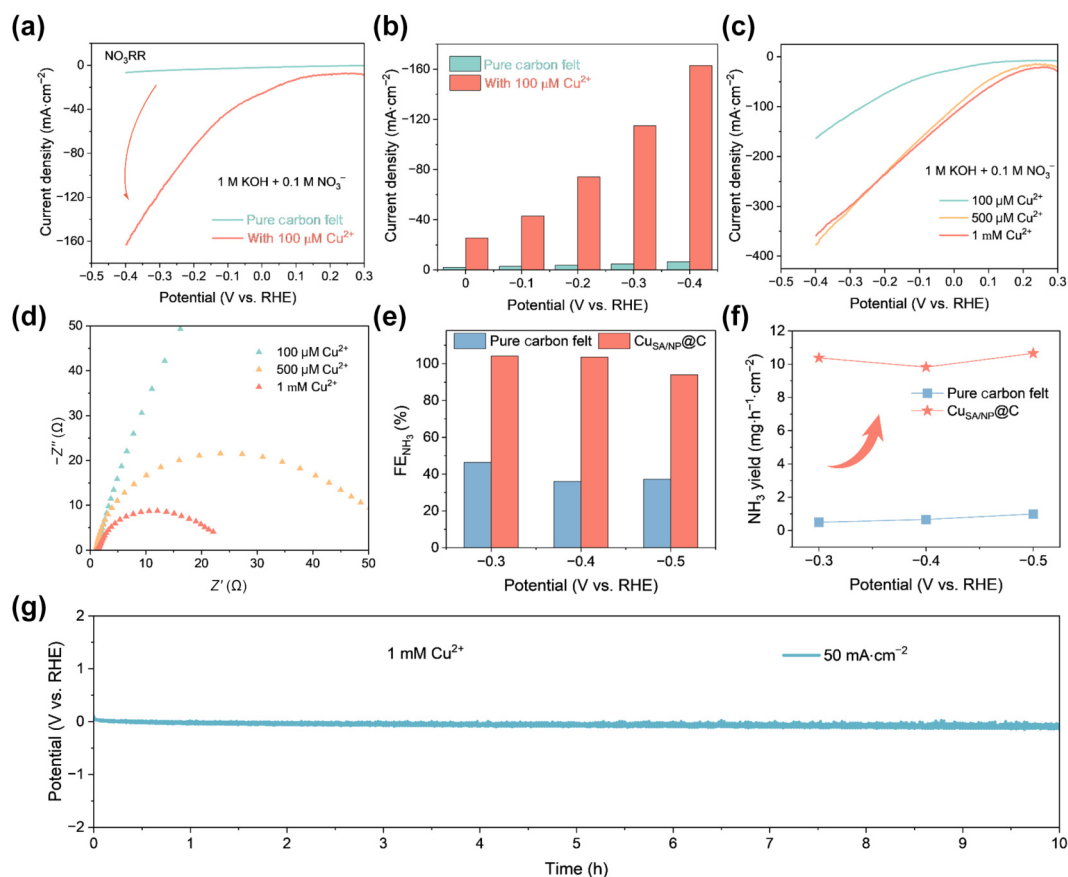 (a)
NO₃RR
1 M KOH + 0.1 M NO₃⁻
Pure carbon felt
With 100 μM Cu²⁺
0
−40
−80
−120
−160
Current density (mA·cm⁻²)
−0.5 −0.4 −0.3 −0.2 −0.1 0.0 0.1 0.2 0.3
Potential (V vs. RHE)
(b)
Pure carbon felt
With 100 μM Cu²⁺
−160
−120
−80
−40
0
Current density (mA·cm⁻²)
0 −0.1 −0.2 −0.3 −0.4
Potential (V vs. RHE)
(c)
1 M KOH + 0.1 M NO₃⁻
100 μM Cu²⁺
500 μM Cu²⁺
1 mM Cu²⁺
0
−100
−200
−300
−400
Current density (mA·cm⁻²)
−0.5 −0.4 −0.3 −0.2 −0.1 0.0 0.1 0.2 0.3
Potential (V vs. RHE)
(d)
100 μM Cu²⁺
500 μM Cu²⁺
1 mM Cu²⁺
50
40
30
20
10
0
−Z″ (Ω)
0 5 10 15 20 25 30 35 40 45 50
Z′ (Ω)
(e)
Pure carbon felt
Cu_SA/NP@C
120
100
80
60
40
20
0
FE_NH₃ (%)
−0.3 −0.4 −0.5
Potential (V vs. RHE)
(f)
Pure carbon felt
Cu_SA/NP@C
12
10
8
6
4
2
0
NH₃ yield (mg·h⁻¹·cm⁻²)
−0.3 −0.4 −0.5
Potential (V vs. RHE)
(g)
1 mM Cu²⁺
50 mA·cm⁻²
2
1
0
−1
−2
Potential (V vs. RHE)
0 1 2 3 4 5 6 7 8 9 10
Time (h)